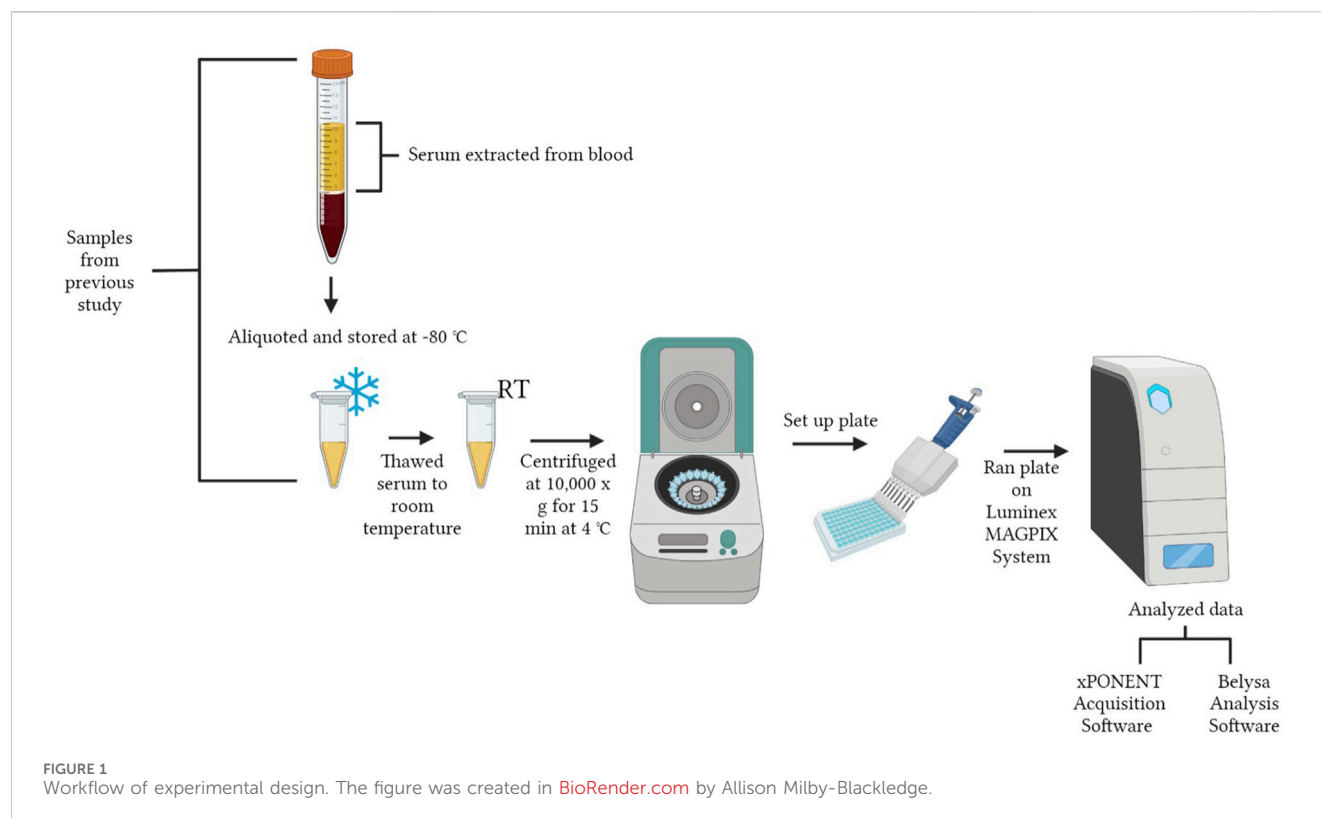 Serum extracted from blood
Samples
from
previous
study
Aliquoted and stored at -80 ℃
RT
Thawed
serum to
room
temperature
Centrifuged
at 10,000 x
g for 15
min at 4 ℃
Set up plate
Ran plate
on
Luminex
MAGPIX
System
Analyzed data
xPONENT
Acquisition
Software
Belysa
Analysis
Software
FIGURE 1
Workflow of experimental design. The figure was created in BioRender.com by Allison Milby-Blackledge.